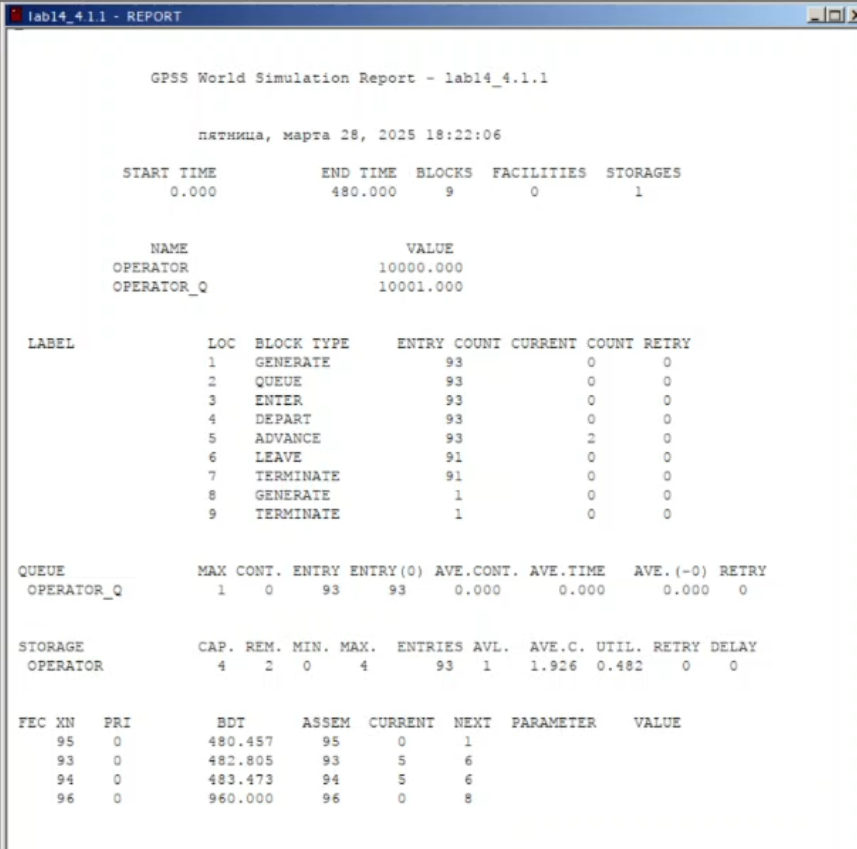 lab14_4.1.1 - REPORT
GPSS World Simulation Report - lab14_4.1.1
пятница, марта 28, 2025 18:22:06
START TIME END TIME BLOCKS FACILITIES STORAGES
0.000 480.000 9 0 1
NAME VALUE
OPERATOR 10000.000
OPERATOR_Q 10001.000
LABEL LOC BLOCK TYPE ENTRY COUNT CURRENT COUNT RETRY
1 GENERATE 93 0 0
2 QUEUE 93 0 0
3 ENTER 93 0 0
4 DEPART 93 0 0
5 ADVANCE 93 2 0
6 LEAVE 91 0 0
7 TERMINATE 91 0 0
8 GENERATE 1 0 0
9 TERMINATE 1 0 0
QUEUE MAX CONT. ENTRY ENTRY(0) AVE.CONT. AVE.TIME AVE.(-0) RETRY
OPERATOR_Q 1 0 93 93 0.000 0.000 0.000 0
STORAGE CAP. REM. MIN. MAX. ENTRIES AVL. AVE.C. UTIL. RETRY DELAY
OPERATOR 4 2 0 4 93 1 1.926 0.482 0 0
FEC XN PRI BDT ASSEM CURRENT NEXT PARAMETER VALUE
95 0 480.457 95 0 1
93 0 482.805 93 5 6
94 0 483.473 94 5 6
96 0 960.000 96 0 8